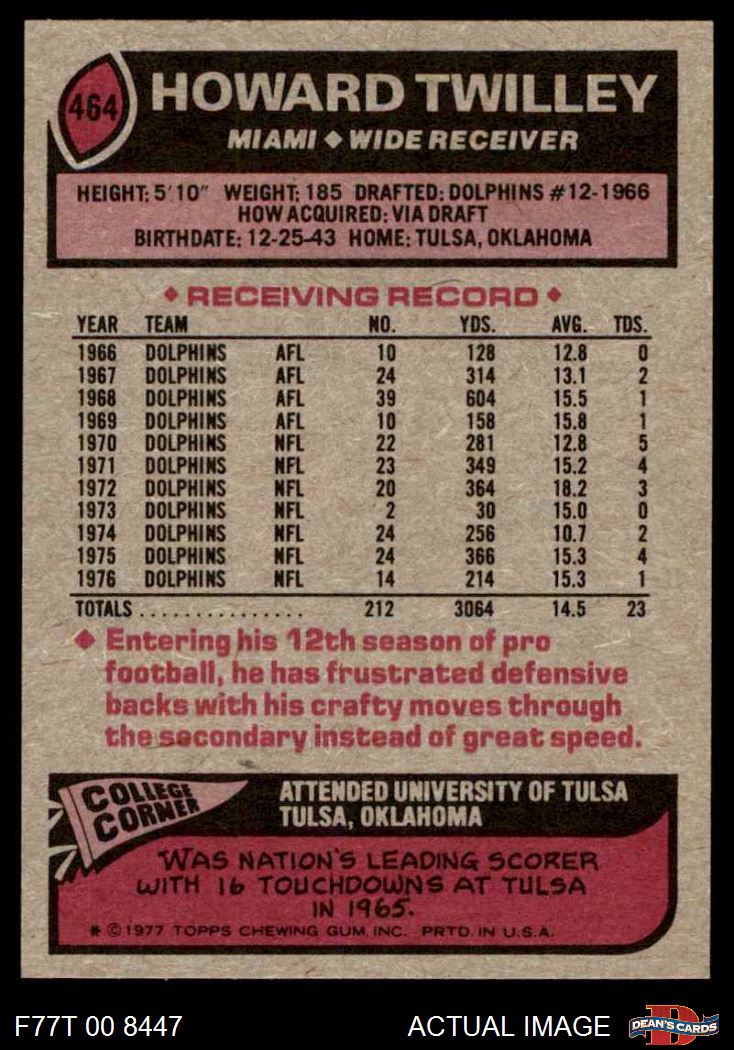 464
HOWARD TWILLEY
MIAMI ◆ WIDE RECEIVER
HEIGHT: 5'10" WEIGHT: 185 DRAFTED: DOLPHINS #12-1966
HOW ACQUIRED: VIA DRAFT
BIRTHDATE: 12-25-43 HOME: TULSA, OKLAHOMA
◆ RECEIVING RECORD ◆
YEAR TEAM NO. YDS. AVG. TDS.
1966 DOLPHINS AFL 10 128 12.8 0
1967 DOLPHINS AFL 24 314 13.1 2
1968 DOLPHINS AFL 39 604 15.5 1
1969 DOLPHINS AFL 10 158 15.8 1
1970 DOLPHINS NFL 22 281 12.8 5
1971 DOLPHINS NFL 23 349 15.2 4
1972 DOLPHINS NFL 20 364 18.2 3
1973 DOLPHINS NFL 2 30 15.0 0
1974 DOLPHINS NFL 24 256 10.7 2
1975 DOLPHINS NFL 24 366 15.3 4
1976 DOLPHINS NFL 14 214 15.3 1
TOTALS............... 212 3064 14.5 23
◆ Entering his 12th season of pro
football, he has frustrated defensive
backs with his crafty moves through
the secondary instead of great speed.
COLLEGE
CORNER
ATTENDED UNIVERSITY OF TULSA
TULSA, OKLAHOMA
WAS NATION'S LEADING SCORER
WITH 16 TOUCHDOWNS AT TULSA
IN 1965.
* © 1977 TOPPS CHEWING GUM, INC. PRTD. IN U.S.A.
F77T 00 8447 ACTUAL IMAGE DEAN'S CARDS